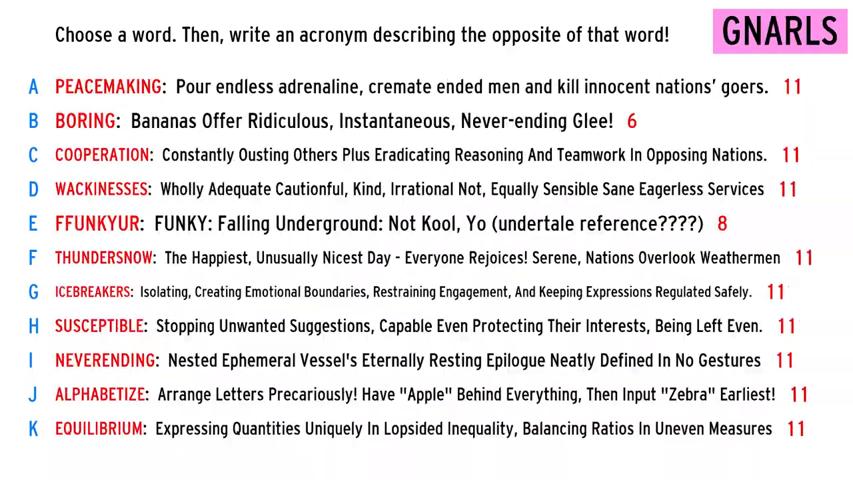 Choose a word. Then, write an acronym describing the opposite of that word!
GNARLS
A PEACEMAKING: Pour endless adrenaline, cremate ended men and kill innocent nations' goers. 11
B BORING: Bananas Offer Ridiculous, Instantaneous, Never-ending Glee! 6
C COOPERATION: Constantly Ousting Others Plus Eradicating Reasoning And Teamwork In Opposing Nations. 11
D WACKINESSES: Wholly Adequate Cautionful, Kind, Irrational Not, Equally Sensible Sane Eagerless Services 11
E FFUNKYUR: FUNKY: Falling Underground: Not Kool, Yo (undertale reference????) 8
F THUNDERSNOW: The Happiest, Unusually Nicest Day - Everyone Rejoices! Serene, Nations Overlook Weathermen 11
G ICEBREAKERS: Isolating, Creating Emotional Boundaries, Restraining Engagement, And Keeping Expressions Regulated Safely. 11
H SUSCEPTIBLE: Stopping Unwanted Suggestions, Capable Even Protecting Their Interests, Being Left Even. 11
I NEVERENDING: Nested Ephemeral Vessel's Eternally Resting Epilogue Neatly Defined In No Gestures 11
J ALPHABETIZE: Arrange Letters Precariously! Have "Apple" Behind Everything, Then Input "Zebra" Earliest! 11
K EQUILIBRIUM: Expressing Quantities Uniquely In Lopsided Inequality, Balancing Ratios In Uneven Measures 11